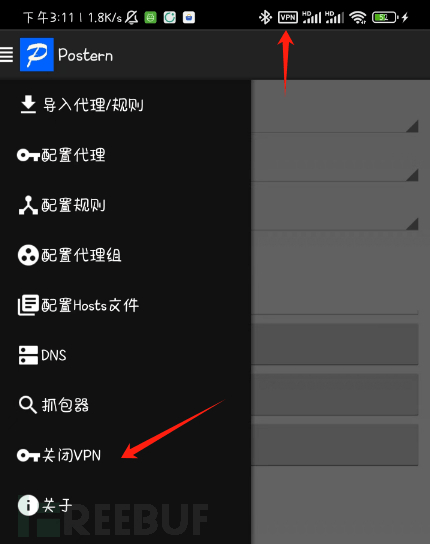 下午3:11 | 1.8K/s VPN HD HD 50
Postern
导入代理/规则
配置代理
配置规则
配置代理组
配置Hosts文件
DNS
抓包器
关闭VPN
关于
REEBUF